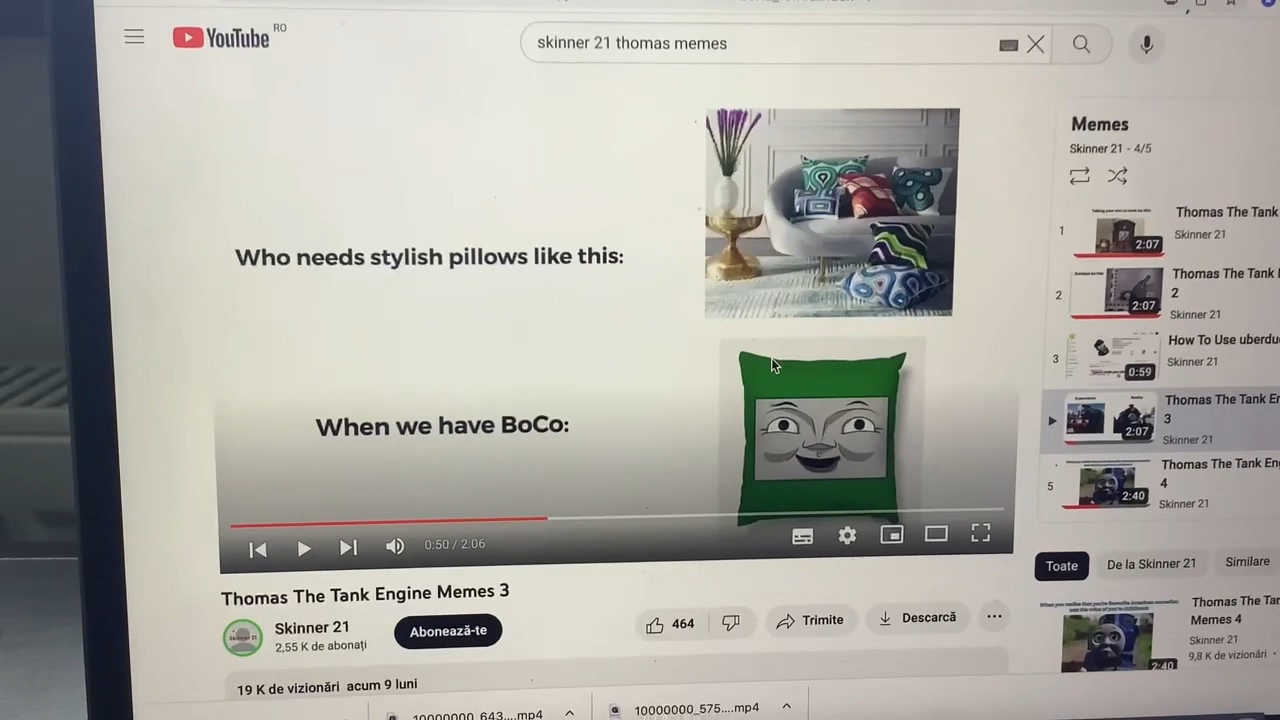 YouTube RO
skinner 21 thomas memes
Who needs stylish pillows like this:
When we have BoCo:
0:50 / 2:06
Thomas The Tank Engine Memes 3
Skinner 21
2,55 K de abonați
Abonează-te
464
Trimite
Descarcă
19 K de vizionări acum 9 luni
10000000_643....mp4
10000000_575....mp4
Memes
Skinner 21 - 4/5
1
2:07
Thomas The Tank
Skinner 21
2
2:07
Thomas The Tank
2
Skinner 21
3
0:59
How To Use uberdu
Skinner 21
2:07
Thomas The Tank En
3
Skinner 21
5
2:40
Thomas The Tank Eng
4
Skinner 21
Toate
De la Skinner 21
Similare
2:40
Thomas The Tan
Memes 4
Skinner 21
9,8 K de vizionări